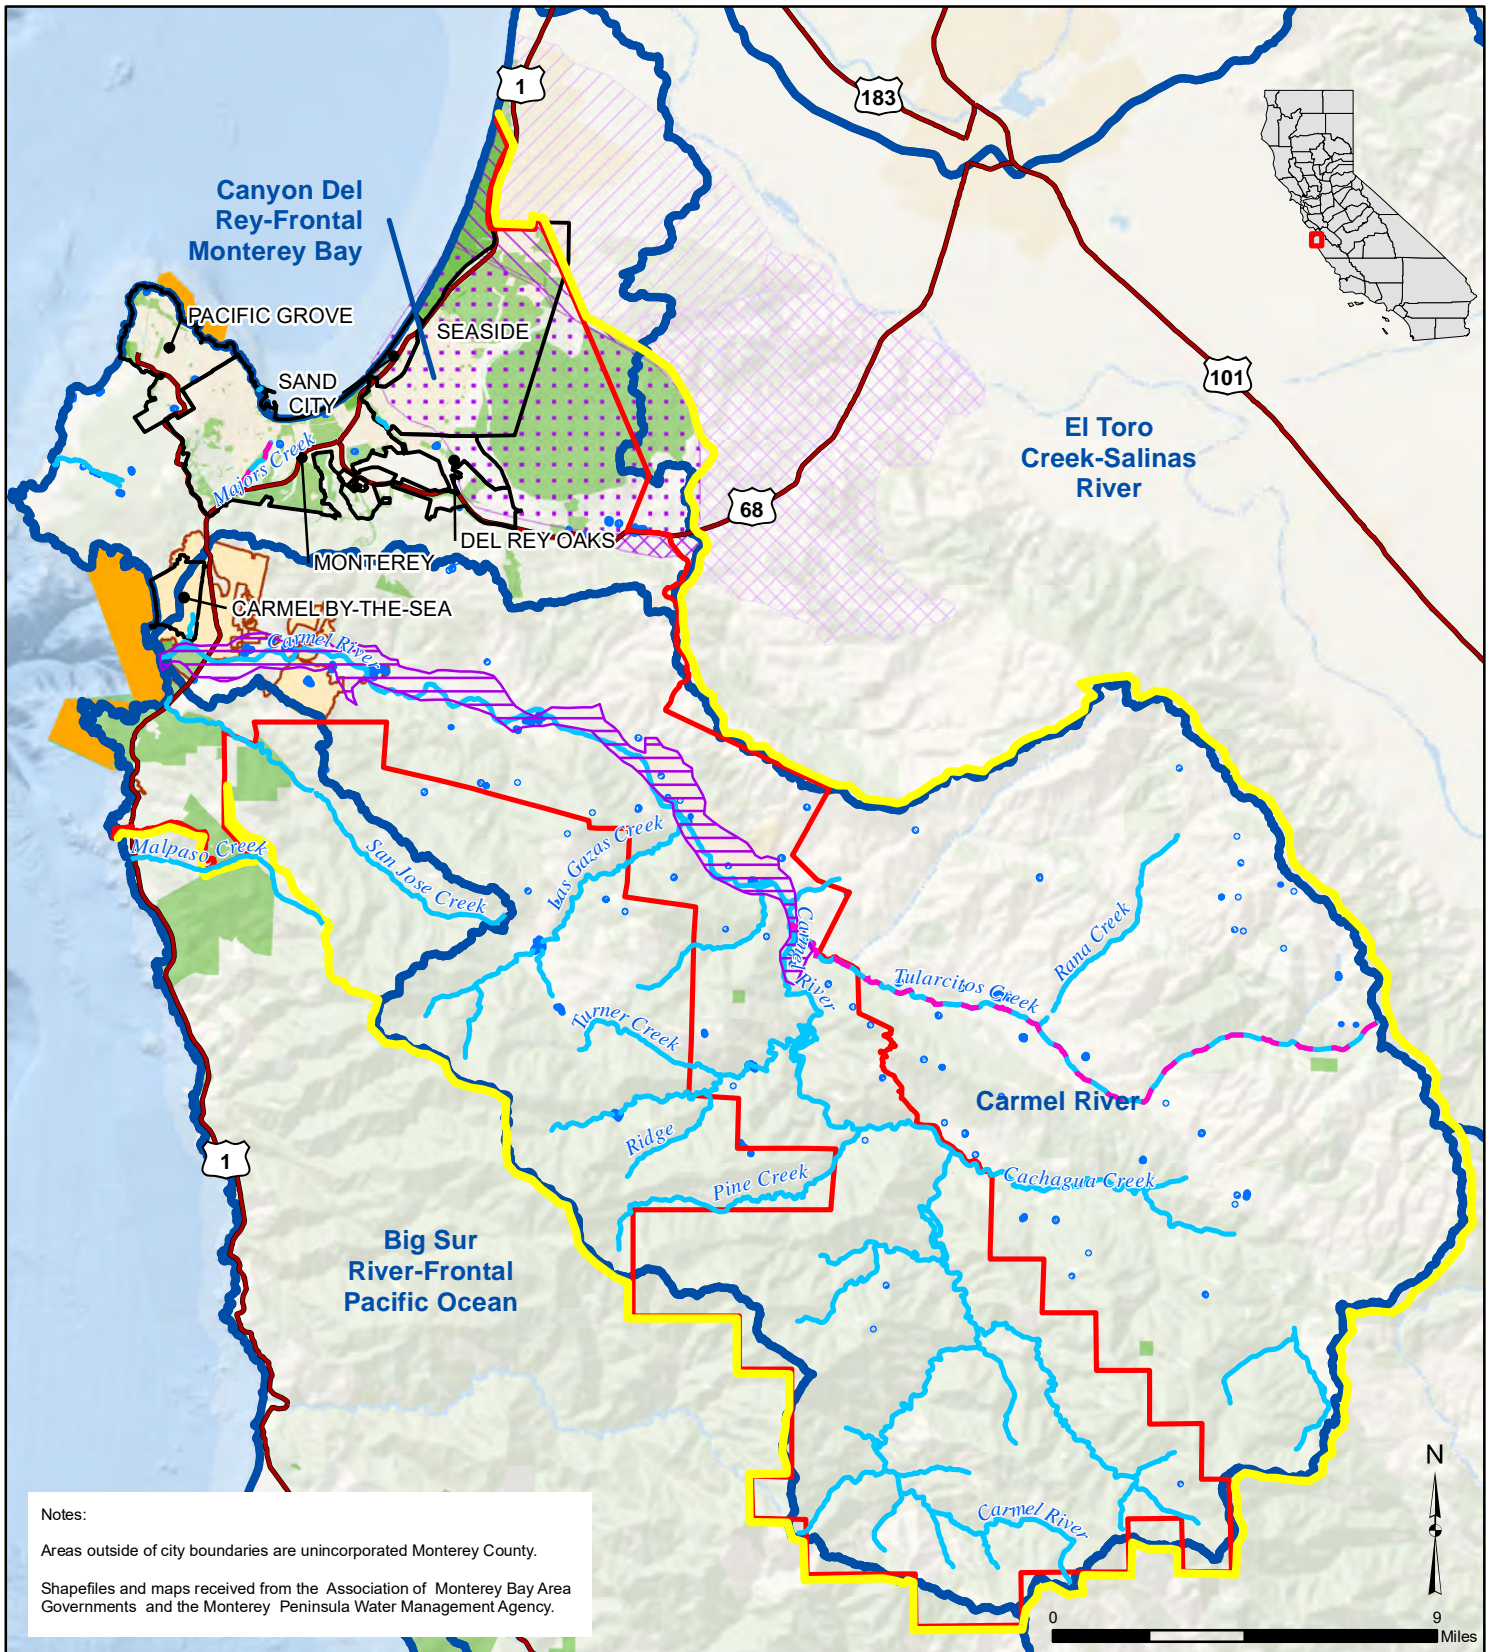 1
183
Canyon Del
Rey-Frontal
Monterey Bay
PACIFIC GROVE
SEASIDE
SAND
CITY
101
El Toro
Creek-Salinas
River
Majors Creek
68
DEL REY OAKS
MONTEREY
CARMEL BY-THE-SEA
Carmel River
Malpaso Creek
San Jose Creek
Las Gazas Creek
Carmel River
Rana Creek
Tularcitos Creek
Turner Creek
Carmel River
Ridge
1
Pine Creek
Cachagua Creek
Big Sur
River-Frontal
Pacific Ocean
N
Carmel River
Notes:
Areas outside of city boundaries are unincorporated Monterey County.
Shapefiles and maps received from the Association of Monterey Bay Area
Governments and the Monterey Peninsula Water Management Agency.
0 9
Miles